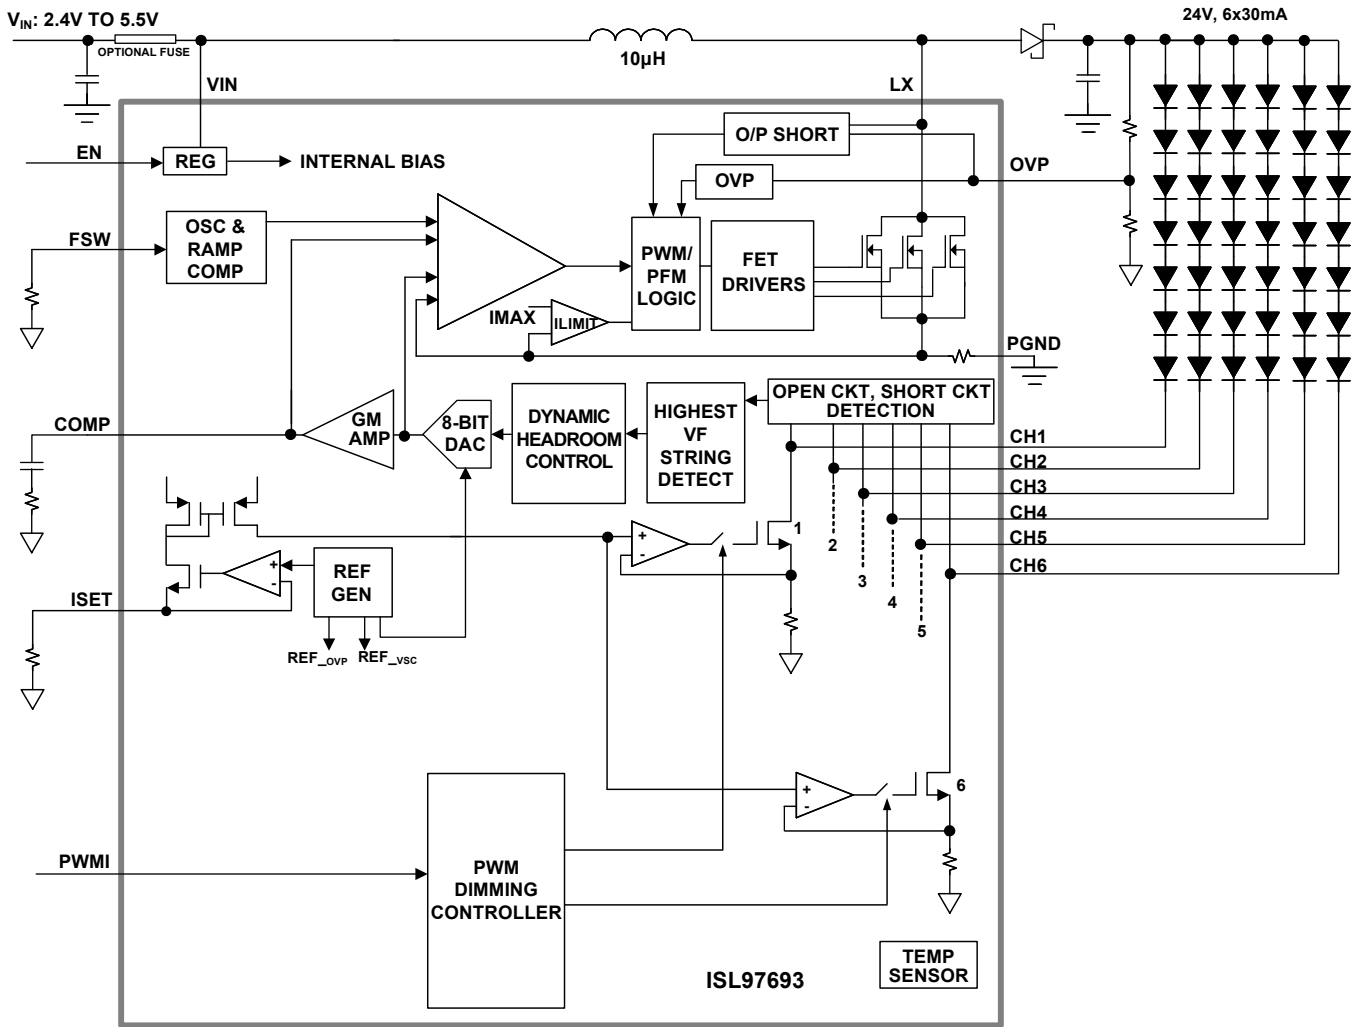 VIN: 2.4V TO 5.5V
24V, 6x30mA
OPTIONAL FUSE
10µH
VIN
LX
O/P SHORT
EN
REG
INTERNAL BIAS
OVP
OVP
FSW
OSC &
RAMP
COMP
PWM/
PFM
LOGIC
FET
DRIVERS
IMAX
ILIMIT
PGND
OPEN CKT, SHORT CKT
DETECTION
COMP
GM
AMP
8-BIT
DAC
DYNAMIC
HEADROOM
CONTROL
HIGHEST
VF
STRING
DETECT
CH1
CH2
CH3
CH4
CH5
CH6
+
-
1
2
3
4
5
+
-
REF
GEN
ISET
REF_OVP
REF_VSC
+
-
6
PWMI
PWM
DIMMING
CONTROLLER
TEMP
SENSOR
ISL97693